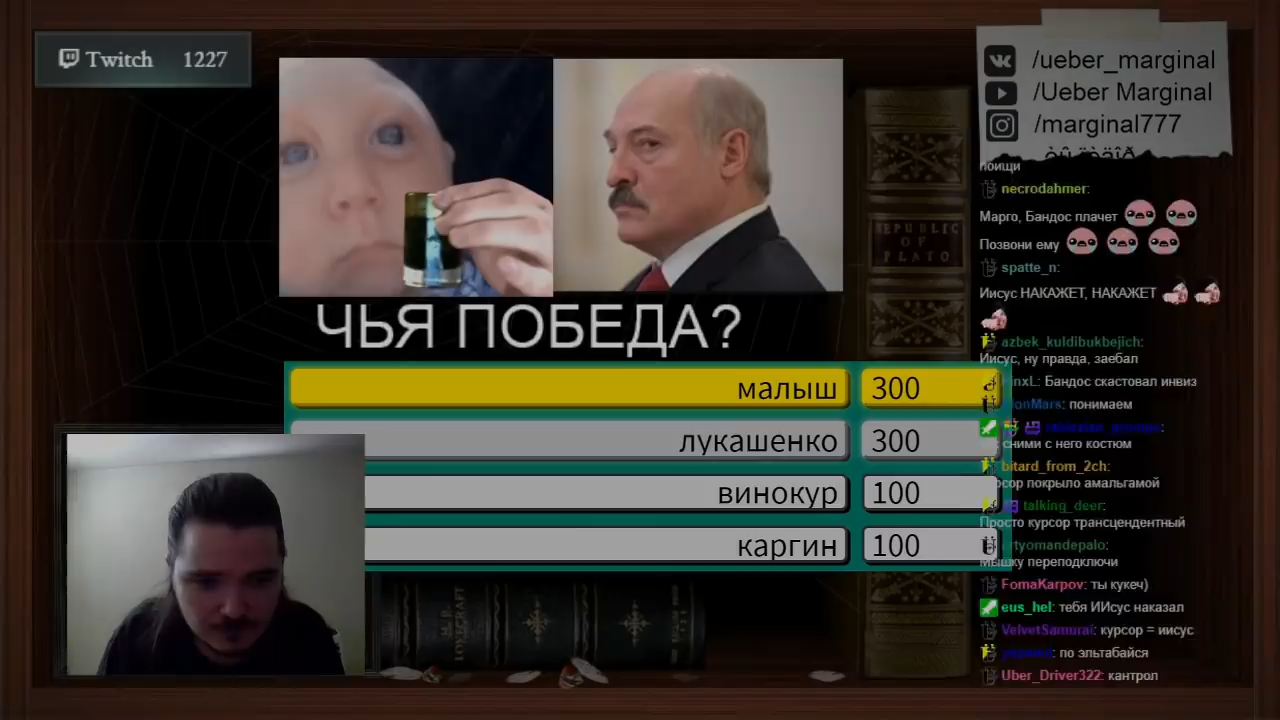 Twitch 1227
/ueber_marginal
/Ueber Marginal
/marginal777
ЧЬЯ ПОБЕДА?
малыш 300
лукашенко 300
винокур 100
каргин 100
REPUBLIC
OF
PLATO
LOVECRAFT
поищи
necrodahmer:
Марго, Бандос плачет
Позвони ему
spatte_n:
Иисус НАКАЖЕТ, НАКАЖЕТ
azbek_kuldibukbejich:
Иисус, ну правда, заебал
Бандос скастовал инвиз
понимаем
сними с него костюм
bitard_from_2ch:
покрыло амальгамой
talking_deer:
Просто курсор трансцендентный
мышку переподключи
FomaKarpov: ты кукеч)
eus_hel: тебя ИИсус наказал
VelvetSamurai: курсор = иисус
по эльтабайся
Uber_Driver322: кантрол